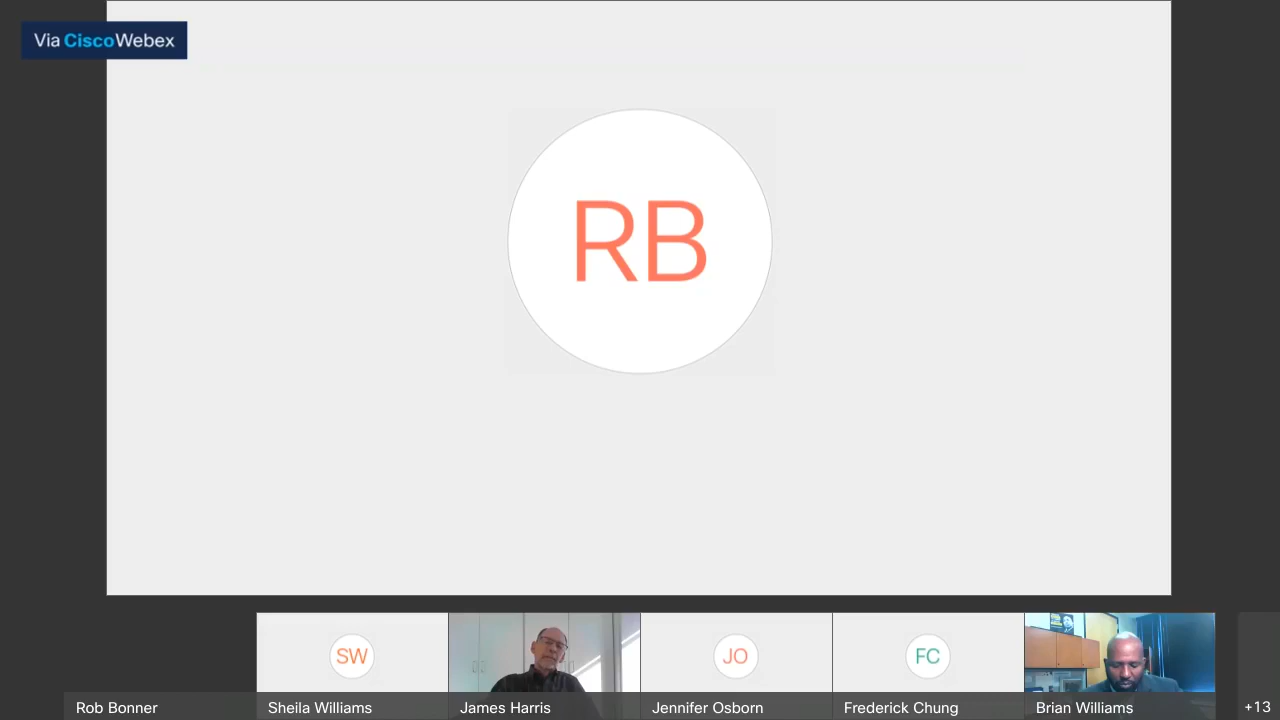 Via CiscoWebex
RB
SW
JO
FC
Rob Bonner
Sheila Williams
James Harris
Jennifer Osborn
Frederick Chung
Brian Williams
+13